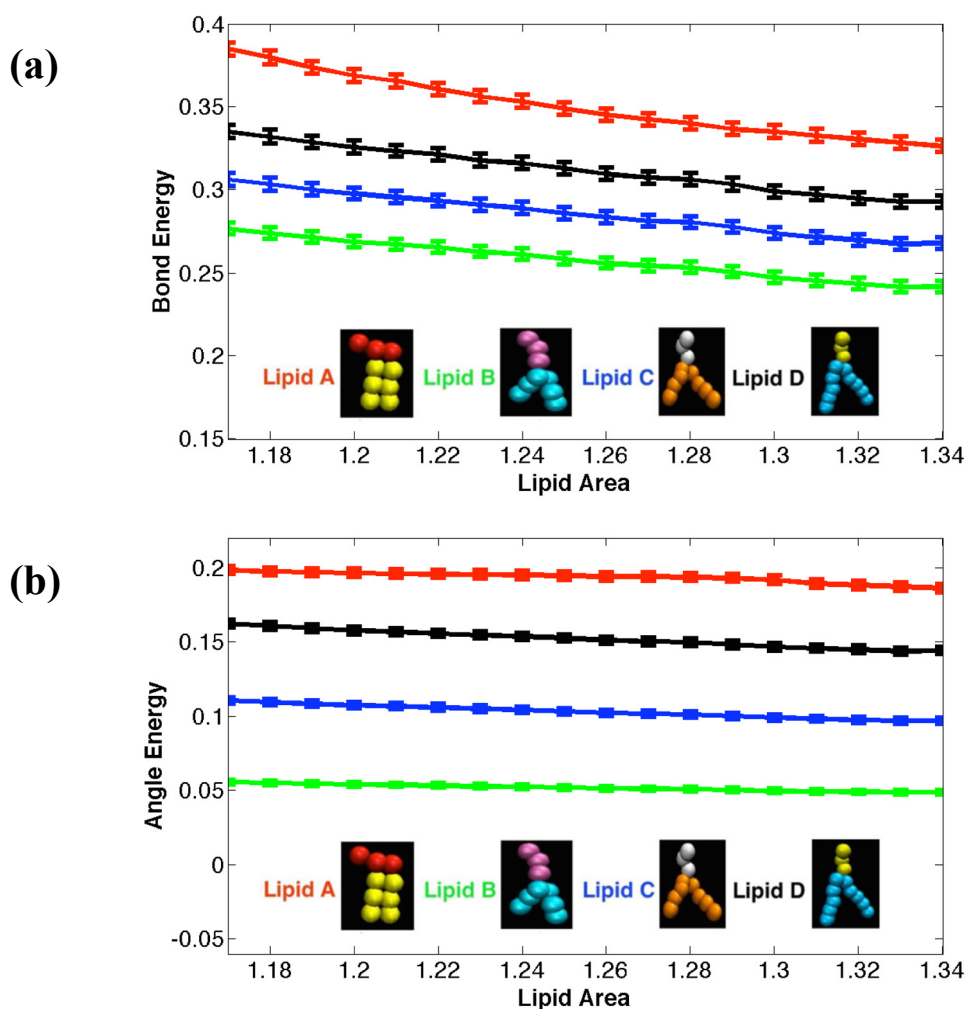 (a)
0.4
0.35
0.3
0.25
0.2
0.15
Bond Energy
Lipid A Lipid B Lipid C Lipid D
1.18 1.2 1.22 1.24 1.26 1.28 1.3 1.32 1.34
Lipid Area
(b)
0.2
0.15
0.1
0.05
0
-0.05
Angle Energy
Lipid A Lipid B Lipid C Lipid D
1.18 1.2 1.22 1.24 1.26 1.28 1.3 1.32 1.34
Lipid Area